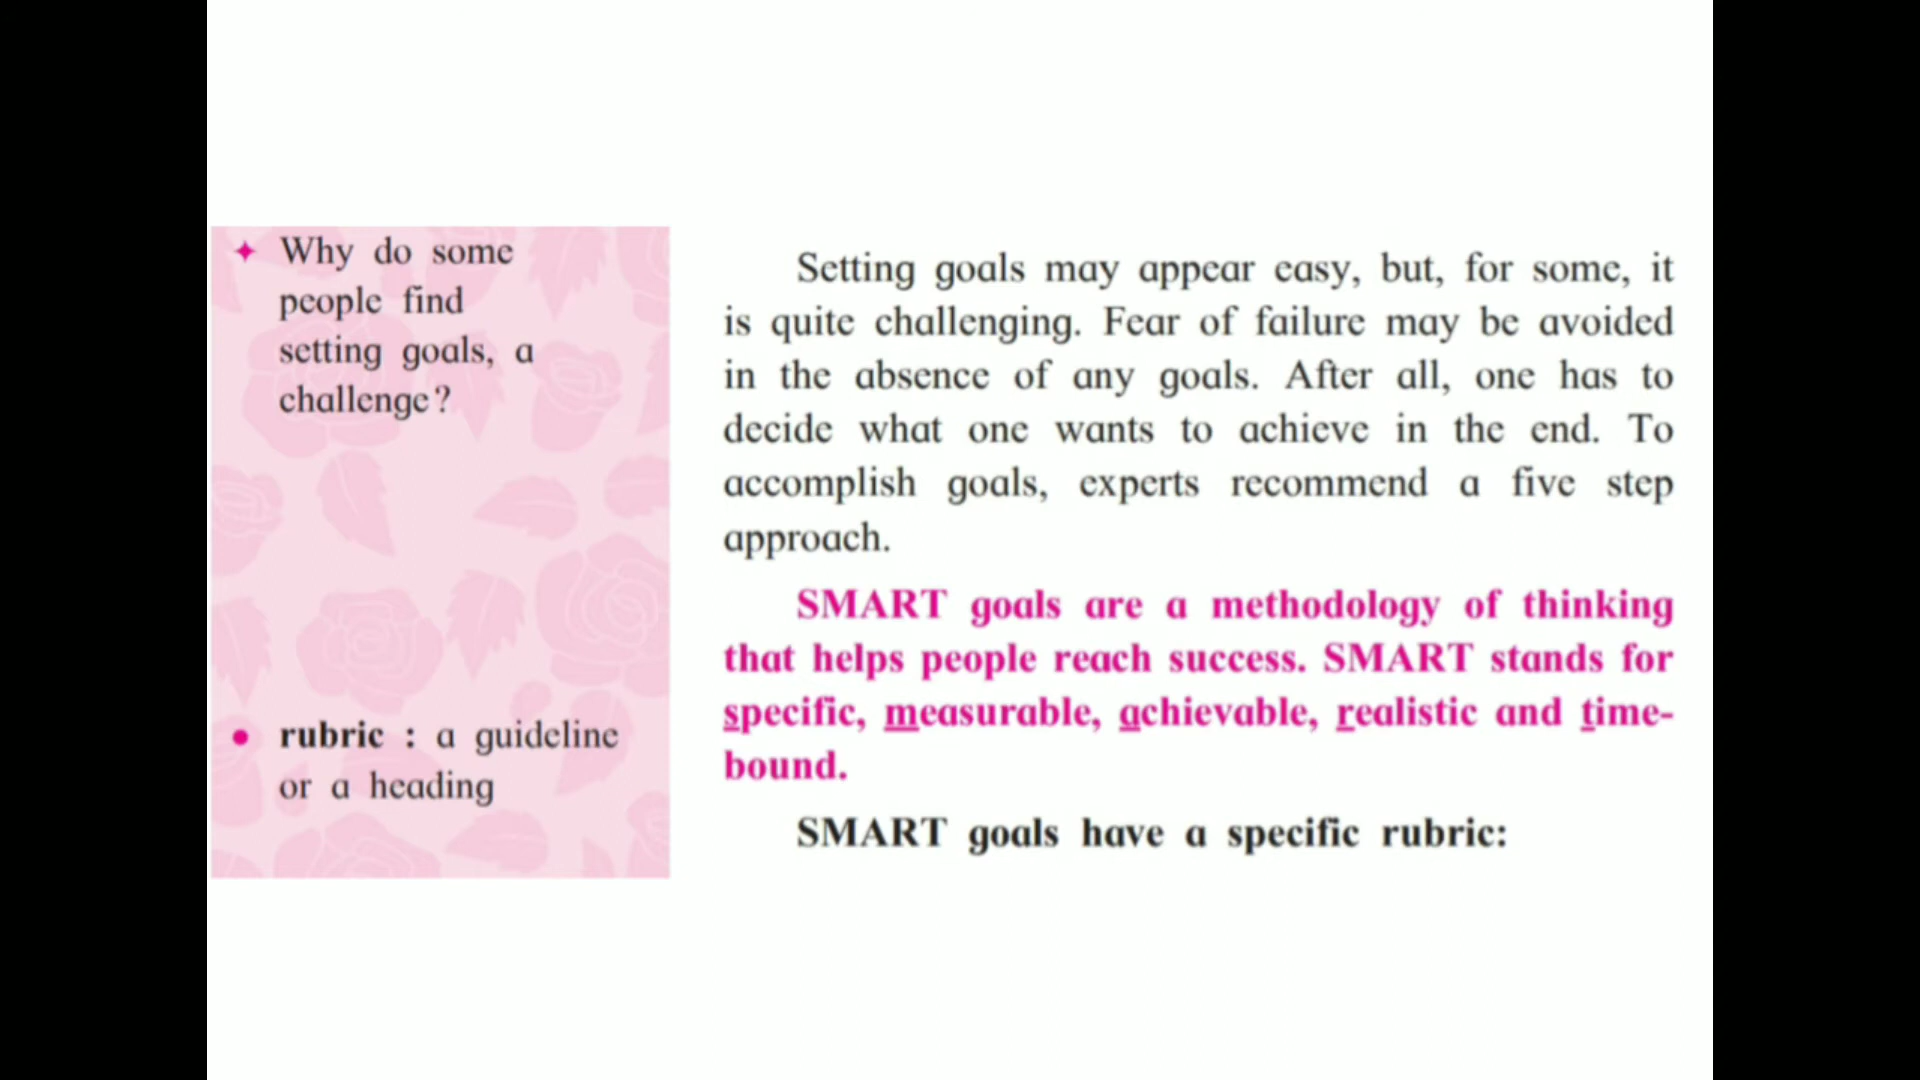 ✦ Why do some
people find
setting goals, a
challenge?
● rubric : a guideline
or a heading
Setting goals may appear easy, but, for some, it
is quite challenging. Fear of failure may be avoided
in the absence of any goals. After all, one has to
decide what one wants to achieve in the end. To
accomplish goals, experts recommend a five step
approach.
SMART goals are a methodology of thinking
that helps people reach success. SMART stands for
specific, measurable, achievable, realistic and time-
bound.
SMART goals have a specific rubric: